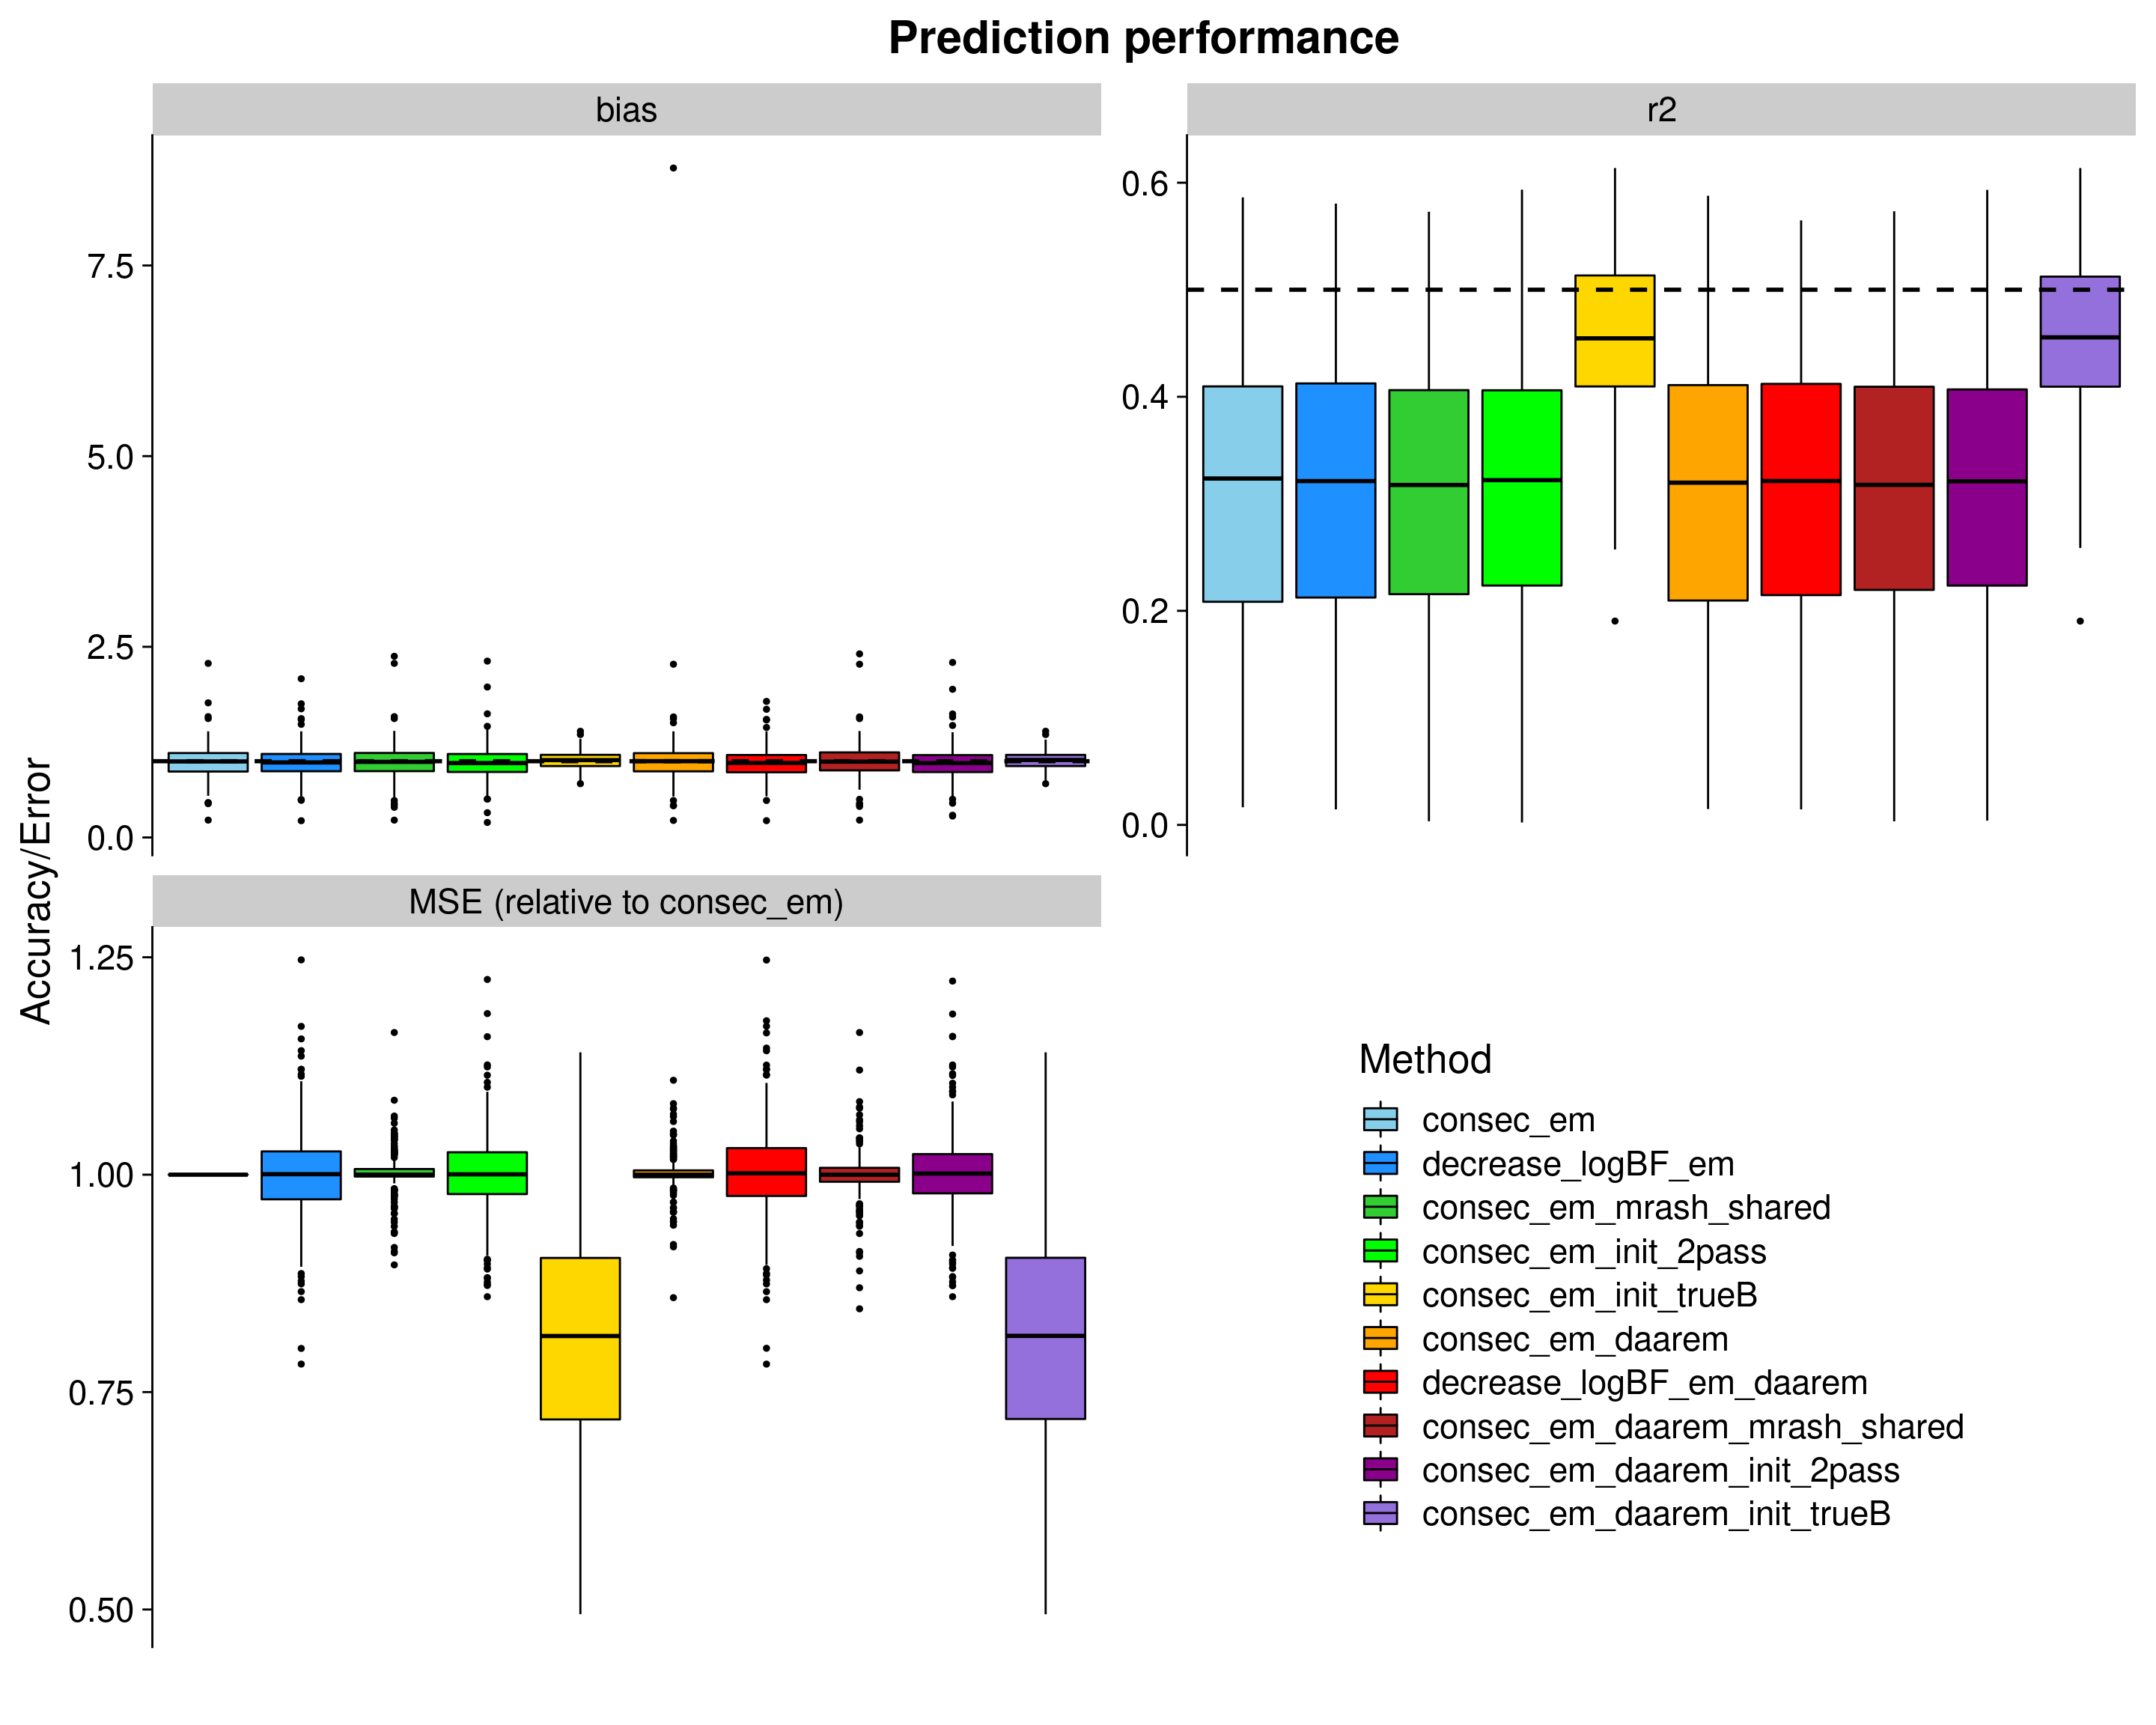 Prediction performance
bias
r2
7.5
5.0
2.5
0.0
0.6
0.4
0.2
0.0
Accuracy/Error
MSE (relative to consec_em)
1.25
1.00
0.75
0.50
Method
consec_em
decrease_logBF_em
consec_em_mrash_shared
consec_em_init_2pass
consec_em_init_trueB
consec_em_daarem
decrease_logBF_em_daarem
consec_em_daarem_mrash_shared
consec_em_daarem_init_2pass
consec_em_daarem_init_trueB